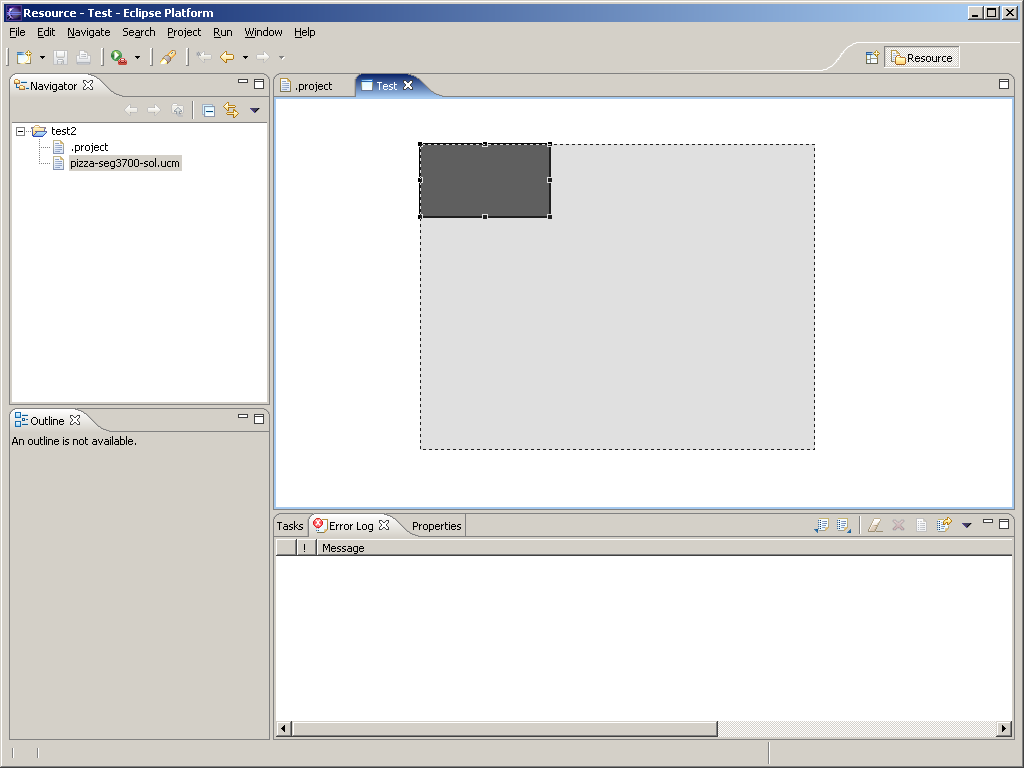 Resource - Test - Eclipse Platform
File Edit Navigate Search Project Run Window Help
Resource
Navigator
.project
Test
test2
.project
pizza-seg3700-sol.ucm
Outline
An outline is not available.
Tasks
Error Log
Properties
!
Message